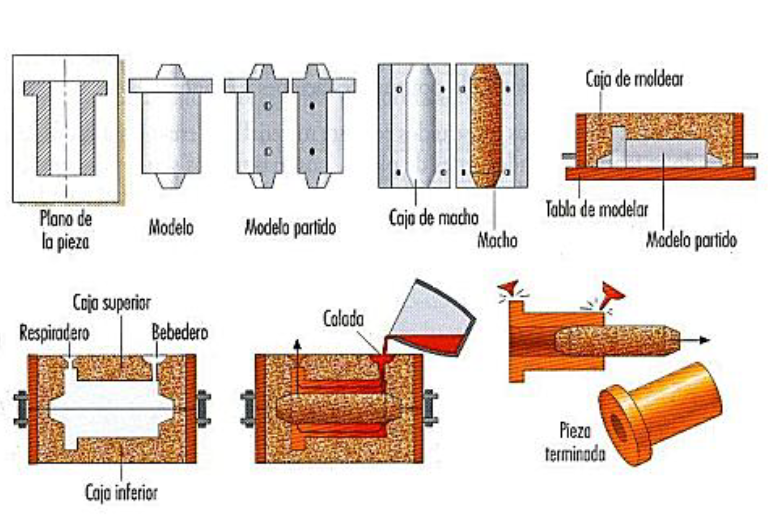 Plano de
la pieza
Modelo
Modelo partido
Caja de macho
Macho
Caja de moldear
Tabla de modelar
Modelo partido
Caja superior
Respiradero
Bebedero
Caja inferior
Colada
Pieza
terminada